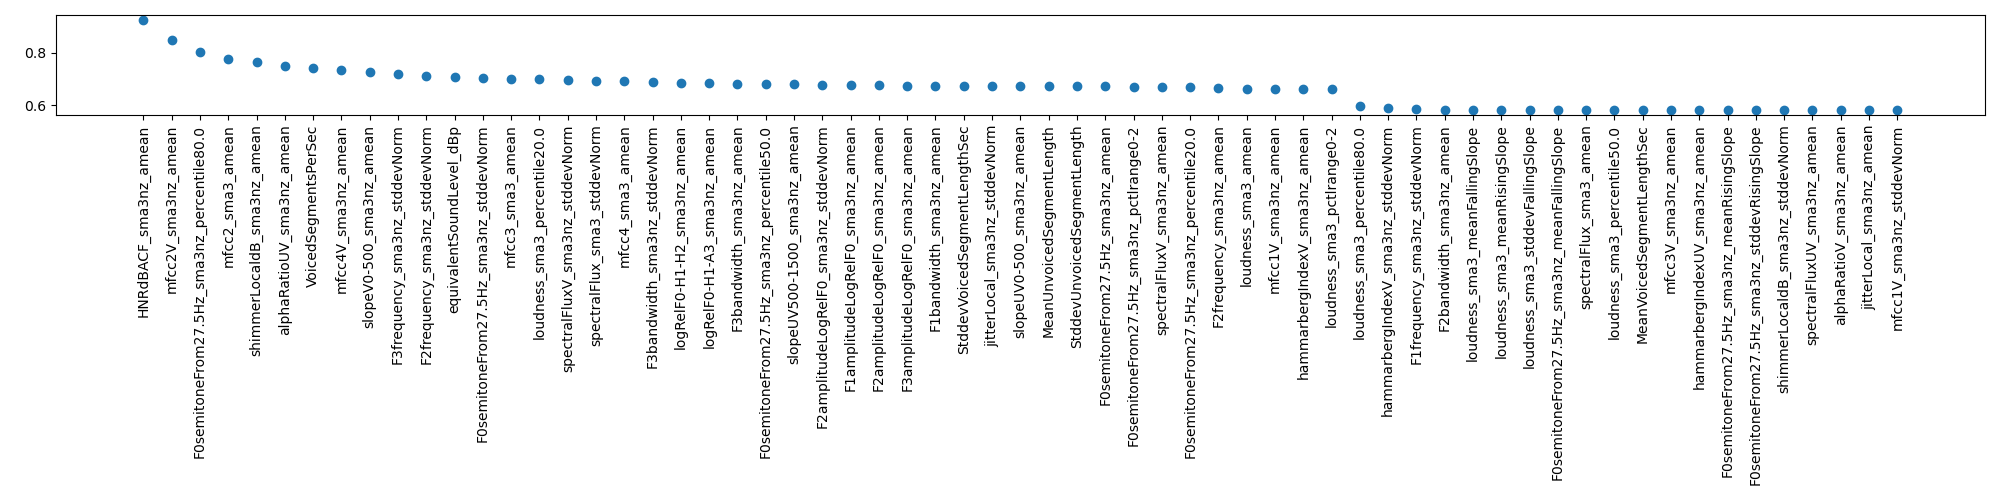 0.8
0.6
HNRdBACF_sma3nz_amean
mfcc2V_sma3nz_amean
F0semitoneFrom27.5Hz_sma3nz_percentile80.0
mfcc2_sma3_amean
shimmerLocaldB_sma3nz_amean
alphaRatioUV_sma3nz_amean
VoicedSegmentsPerSec
mfcc4V_sma3nz_amean
slopeV0-500_sma3nz_amean
F3frequency_sma3nz_stddevNorm
F2frequency_sma3nz_stddevNorm
equivalentSoundLevel_dBp
F0semitoneFrom27.5Hz_sma3nz_stddevNorm
mfcc3_sma3_amean
loudness_sma3_percentile20.0
spectralFluxV_sma3nz_stddevNorm
spectralFlux_sma3_stddevNorm
mfcc4_sma3_amean
F3bandwidth_sma3nz_stddevNorm
logRelF0-H1-H2_sma3nz_amean
logRelF0-H1-A3_sma3nz_amean
F3bandwidth_sma3nz_amean
F0semitoneFrom27.5Hz_sma3nz_percentile50.0
slopeUV500-1500_sma3nz_amean
F2amplitudeLogRelF0_sma3nz_stddevNorm
F1amplitudeLogRelF0_sma3nz_amean
F2amplitudeLogRelF0_sma3nz_amean
F3amplitudeLogRelF0_sma3nz_amean
F1bandwidth_sma3nz_amean
StddevVoicedSegmentLengthSec
jitterLocal_sma3nz_stddevNorm
slopeUV0-500_sma3nz_amean
MeanUnvoicedSegmentLength
StddevUnvoicedSegmentLength
F0semitoneFrom27.5Hz_sma3nz_amean
F0semitoneFrom27.5Hz_sma3nz_pctlrange0-2
spectralFluxV_sma3nz_amean
F0semitoneFrom27.5Hz_sma3nz_percentile20.0
F2frequency_sma3nz_amean
loudness_sma3_amean
mfcc1V_sma3nz_amean
hammarbergIndexV_sma3nz_amean
loudness_sma3_pctlrange0-2
loudness_sma3_percentile80.0
hammarbergIndexV_sma3nz_stddevNorm
F1frequency_sma3nz_stddevNorm
F2bandwidth_sma3nz_amean
loudness_sma3_meanFallingSlope
loudness_sma3_meanRisingSlope
loudness_sma3_stddevFallingSlope
F0semitoneFrom27.5Hz_sma3nz_meanFallingSlope
spectralFlux_sma3_amean
loudness_sma3_percentile50.0
MeanVoicedSegmentLengthSec
mfcc3V_sma3nz_amean
hammarbergIndexUV_sma3nz_amean
F0semitoneFrom27.5Hz_sma3nz_meanRisingSlope
F0semitoneFrom27.5Hz_sma3nz_stddevRisingSlope
shimmerLocaldB_sma3nz_stddevNorm
spectralFluxUV_sma3nz_amean
alphaRatioV_sma3nz_amean
jitterLocal_sma3nz_amean
mfcc1V_sma3nz_stddevNorm